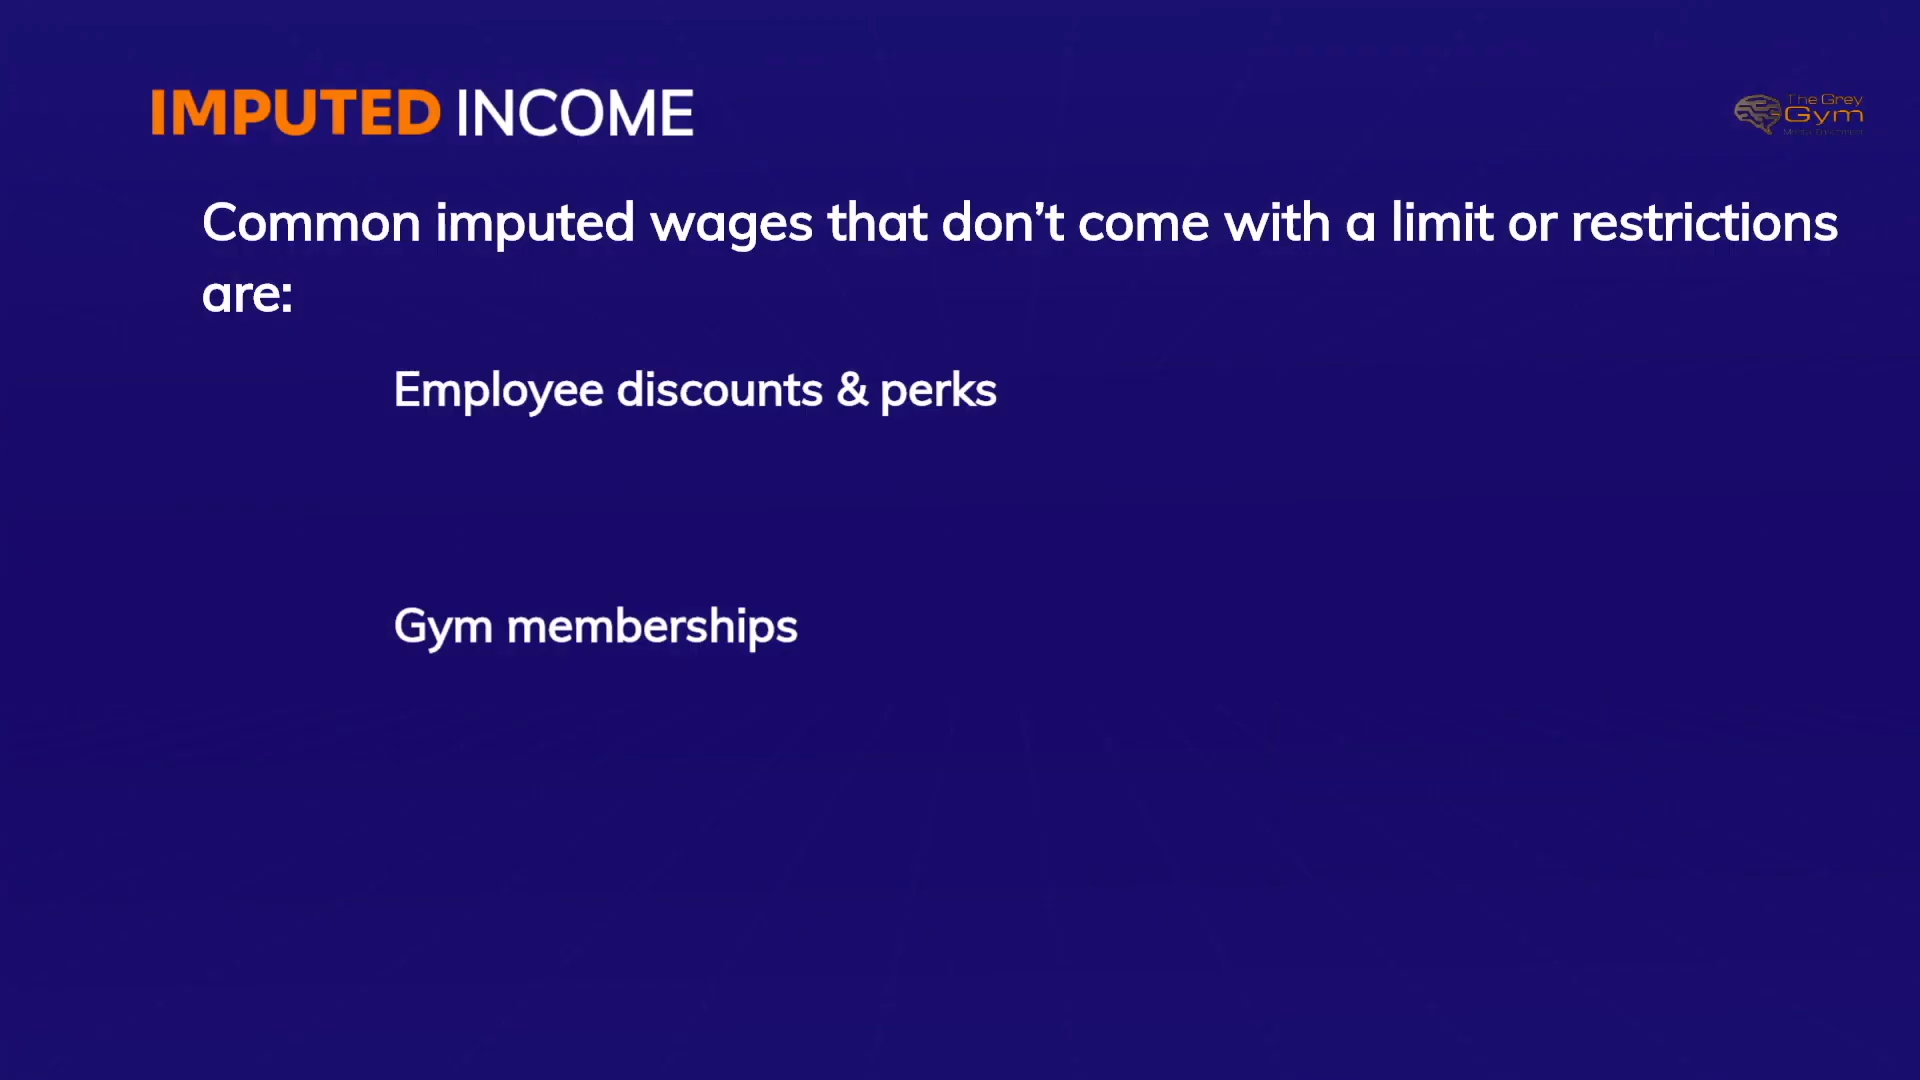 IMPUTED INCOME
The Grey
Gym
Common imputed wages that don't come with a limit or restrictions
are:
Employee discounts & perks
Gym memberships